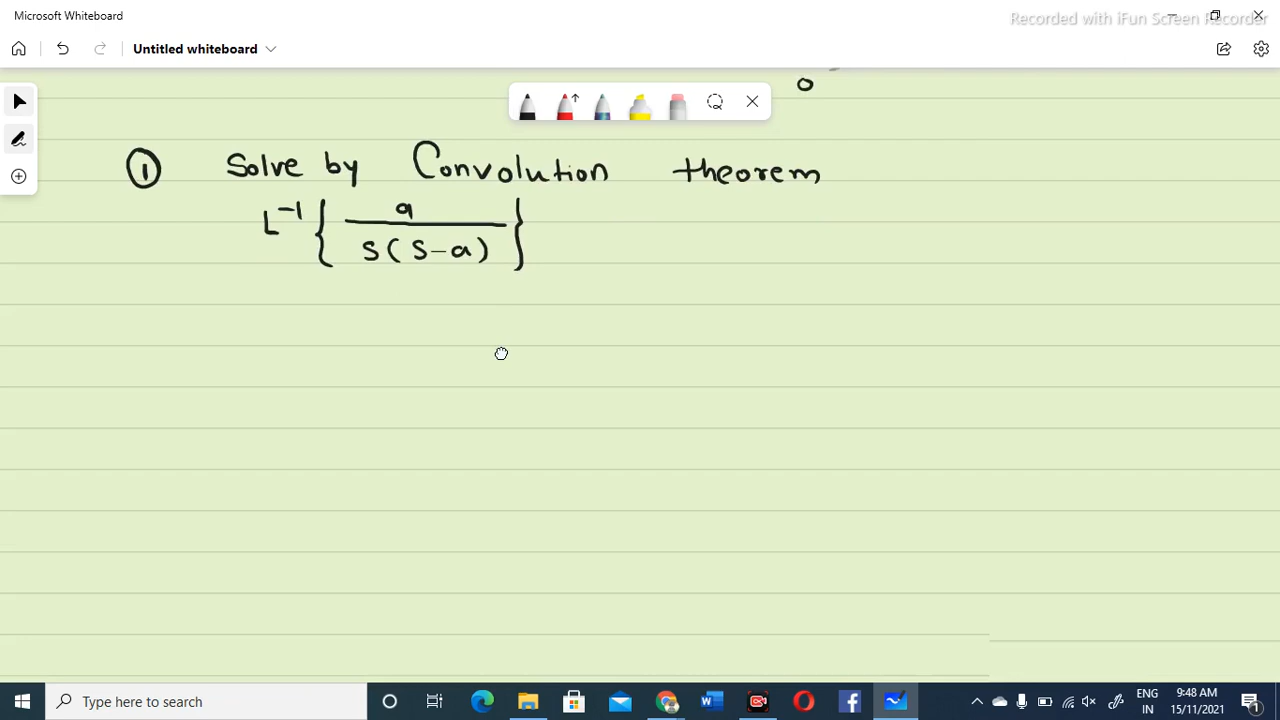 Microsoft Whiteboard
Recorded with iFun Screen Recorder
Untitled whiteboard
o
① Solve by Convolution theorem
L⁻¹ { a / S(S-a) }
Type here to search
ENG
IN
9:48 AM
15/11/2021
1